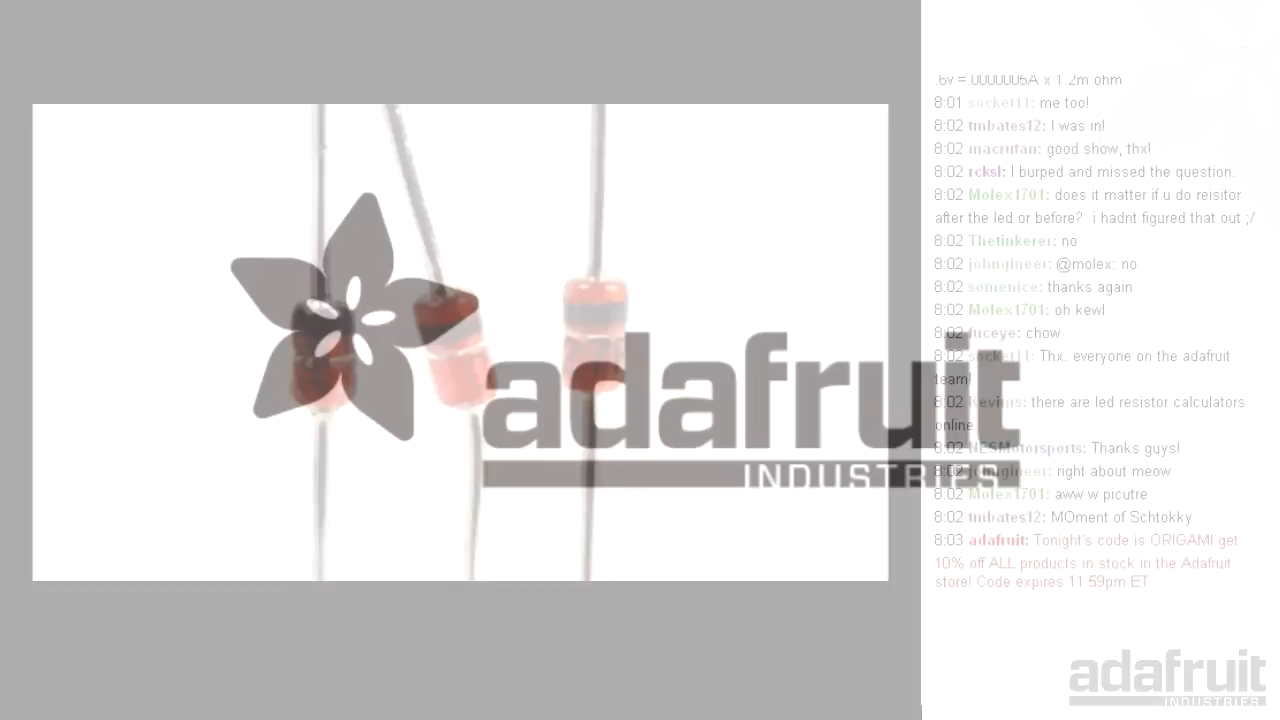 .6v = .0000005A x 1.2m ohm
8:01 socket11: me too!
8:02 tmbates12: I was in!
8:02 macrutan: good show, thx!
8:02 rcksl: I burped and missed the question.
8:02 Molex1701: does it matter if u do reisitor
after the led or before? i hadnt figured that out ;/
8:02 Thetinkerer: no
8:02 johngineer: @molex: no
8:02 somenice: thanks again
8:02 Molex1701: oh kewl
8:02 fuceye: chow
8:02 socket11: Thx. everyone on the adafruit
team!
8:02 there are led resistor calculators
online
8:02 NESMotorsports: Thanks guys!
8:02 johngineer: right about meow
8:02 Molex1701: aww w picutre
8:02 tmbates12: MOment of Schtokky
8:03 adafruit: Tonight's code is ORIGAMI get
10% off ALL products in stock in the Adafruit
store! Code expires 11:59pm ET
adafruit
INDUSTRIES
adafruit
INDUSTRIES